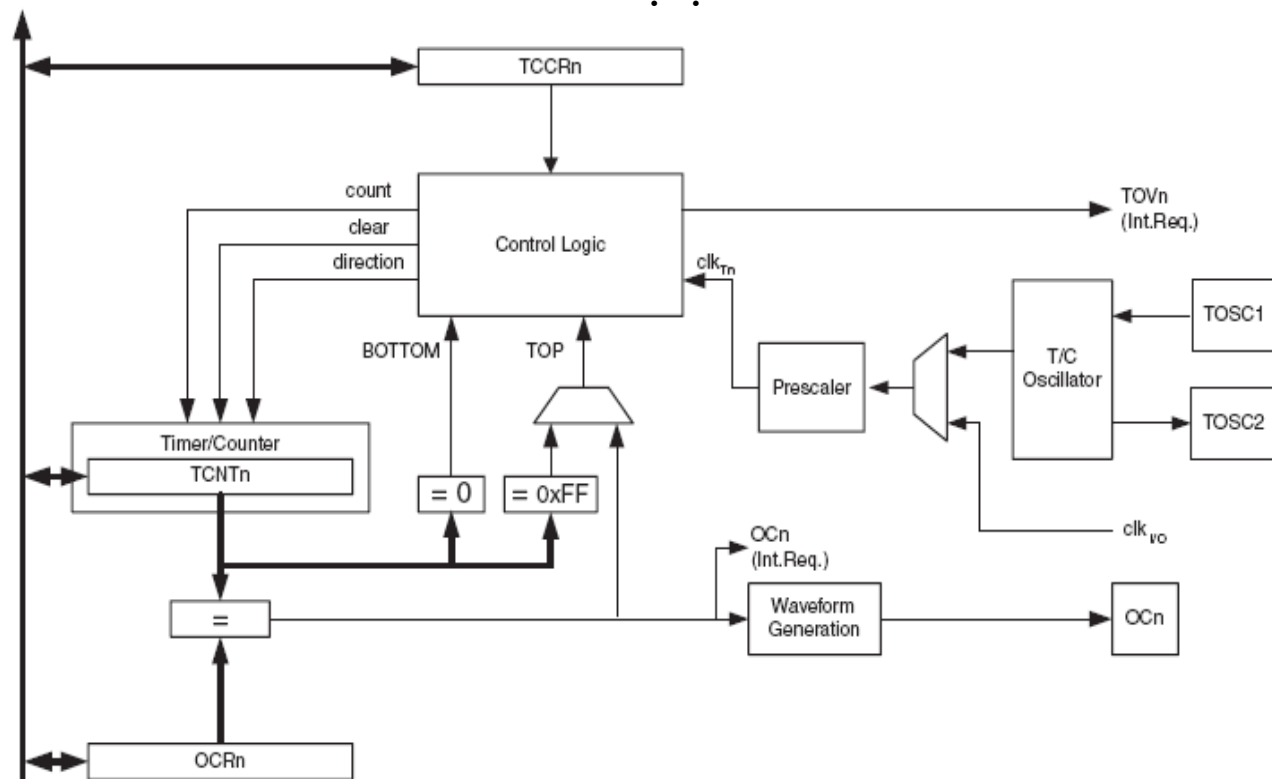 TCCRn
count
clear
direction
Control Logic
TOVn
(Int.Req.)
clkTn
BOTTOM
TOP
Prescaler
T/C
Oscillator
TOSC1
TOSC2
Timer/Counter
TCNTn
= 0
= 0xFF
clkI/O
OCn
(Int.Req.)
=
Waveform
Generation
OCn
OCRn